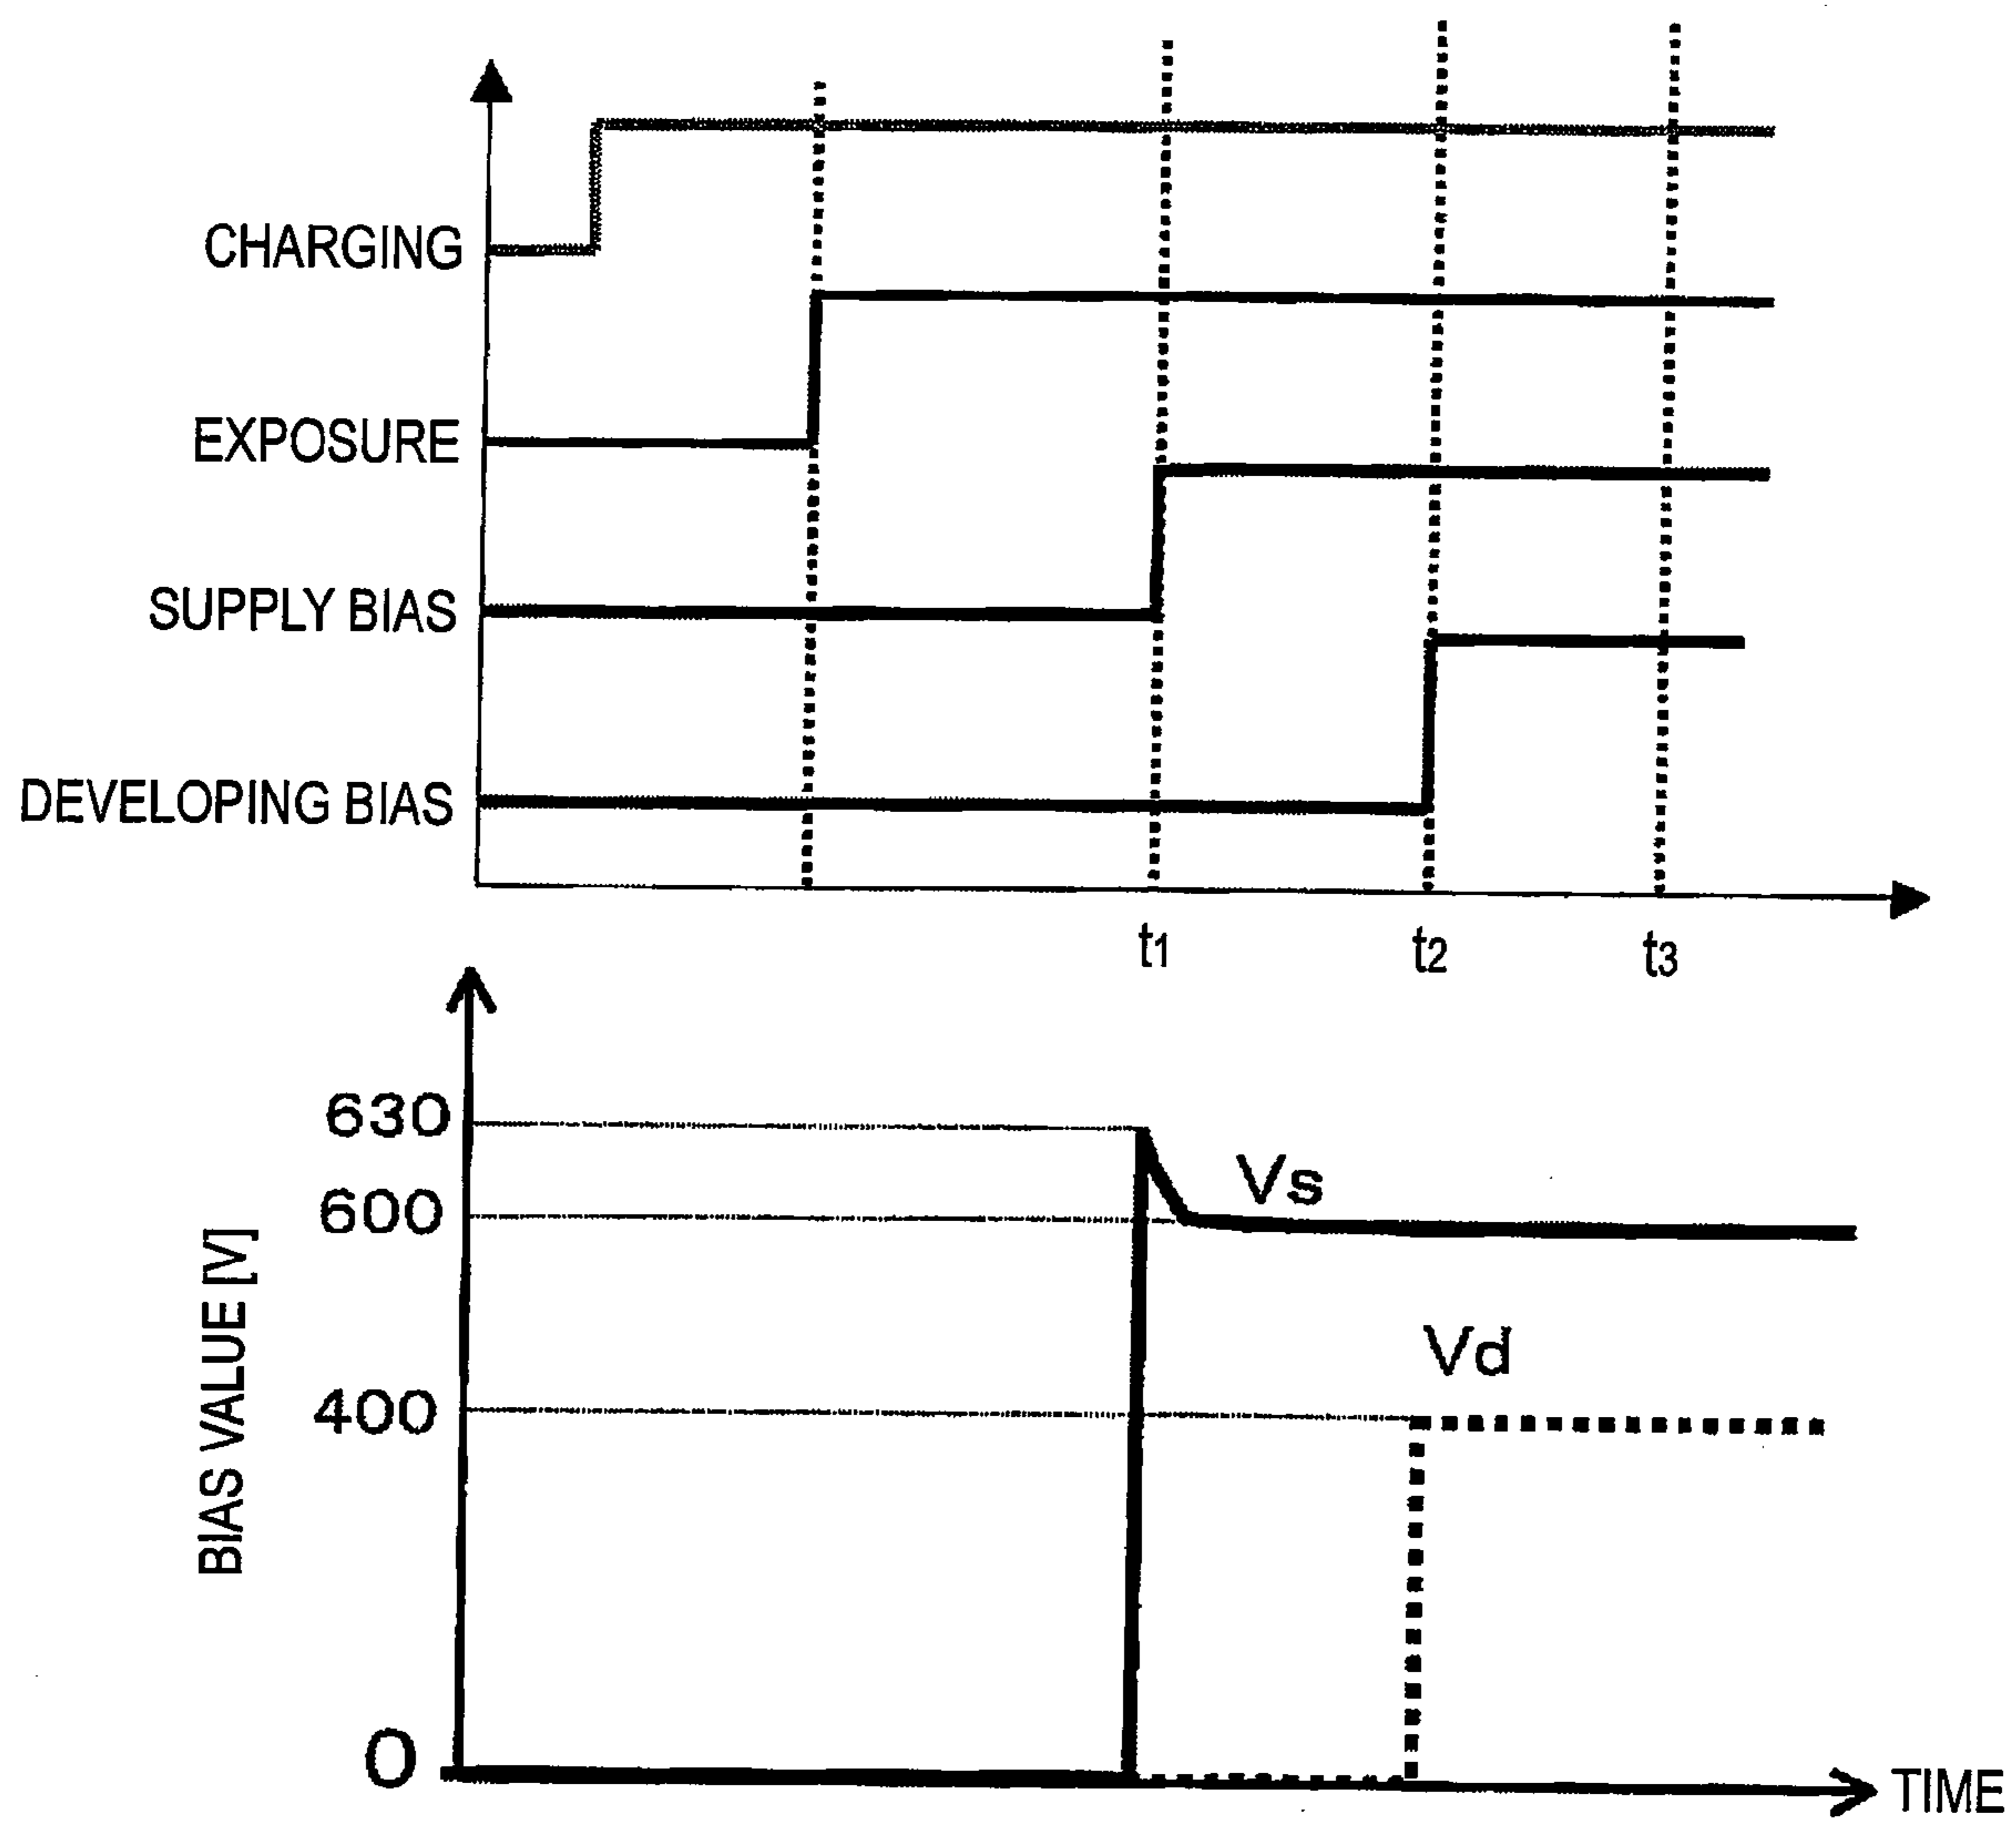 CHARGING
EXPOSURE
SUPPLY BIAS
DEVELOPING BIAS
t1 t2 t3
630
600
Vs
Vd
400
BIAS VALUE [V]
0
TIME